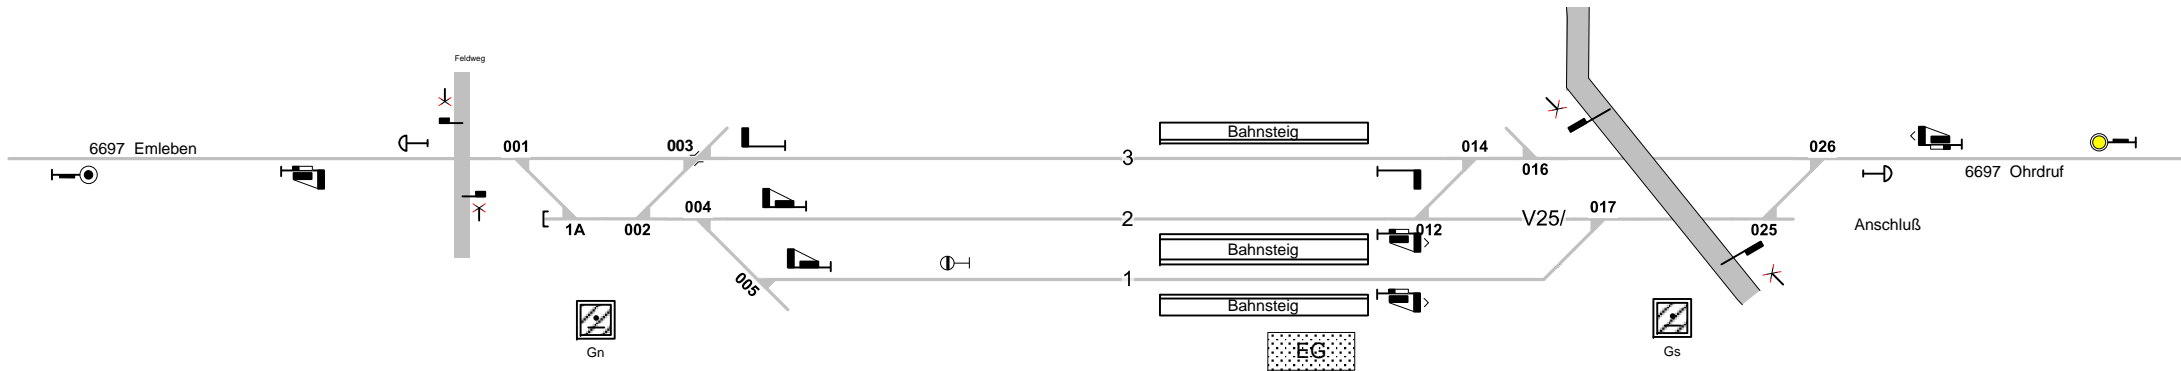 Feldweg
6697 Emleben
001
003
3
Bahnsteig
014
016
026
6697 Ohrdruf
1A
002
004
2
012
V25/
017
025
Anschluß
005
1
Bahnsteig
Bahnsteig
EG
Gn
Gs